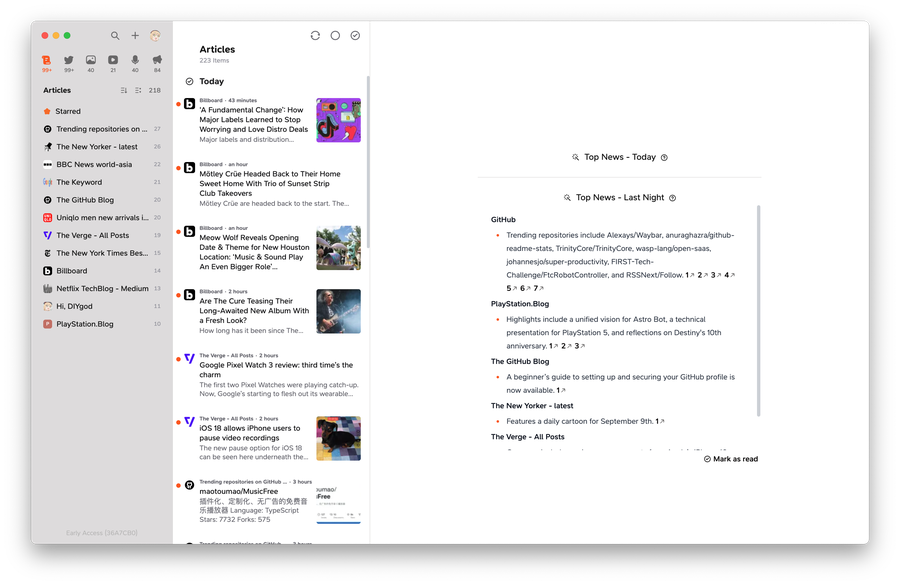 99+
99+
40
21
40
84
Articles
218
Starred
Trending repositories on ...
27
The New Yorker - latest
26
BBC News world-asia
22
The Keyword
21
The GitHub Blog
20
Uniqlo men new arrivals i...
20
The Verge - All Posts
19
The New York Times Bes...
15
Billboard
14
Netflix TechBlog - Medium
13
Hi, DIYgod
11
PlayStation.Blog
10
Early Access [36A7CB0]
Articles
223 Items
Today
Billboard · 43 minutes
‘A Fundamental Change’: How
Major Labels Learned to Stop
Worrying and Love Distro Deals
Major labels and distribution...
Billboard · an hour
Mötley Crüe Headed Back to Their Home
Sweet Home With Trio of Sunset Strip
Club Takeovers
Mötley Crüe are headed back to the start. The...
Billboard · an hour
Meow Wolf Reveals Opening
Date & Theme for New Houston
Location: ‘Music & Sound Play
An Even Bigger Role’...
Billboard · 2 hours
Are The Cure Teasing Their
Long-Awaited New Album With
a Fresh Look?
How long has it been since The...
The Verge - All Posts · 2 hours
Google Pixel Watch 3 review: third time’s the
charm
The first two Pixel Watches were playing catch-up.
Now, Google’s starting to flesh out its wearable...
The Verge - All Posts · 2 hours
iOS 18 allows iPhone users to
pause video recordings
The new pause option for iOS 18
can be seen here underneath the...
Trending repositories on GitHub ... · 3 hours
maotoumao/MusicFree
插件化、定制化、无广告的免费音
乐播放器 Language: TypeScript
Stars: 7732 Forks: 575
oumao/
iFree
Top News - Today
Top News - Last Night
GitHub
Trending repositories include Alexays/Waybar, anuraghazra/github-
readme-stats, TrinityCore/TrinityCore, wasp-lang/open-saas,
johannesjo/super-productivity, FIRST-Tech-
Challenge/FtcRobotController, and RSSNext/Follow. 1↗ 2↗ 3↗ 4↗
5↗ 6↗ 7↗
PlayStation.Blog
Highlights include a unified vision for Astro Bot, a technical
presentation for PlayStation 5, and reflections on Destiny’s 10th
anniversary. 1↗ 2↗ 3↗
The GitHub Blog
A beginner’s guide to setting up and securing your GitHub profile is
now available. 1↗
The New Yorker - latest
Features a daily cartoon for September 9th. 1↗
The Verge - All Posts
Mark as read